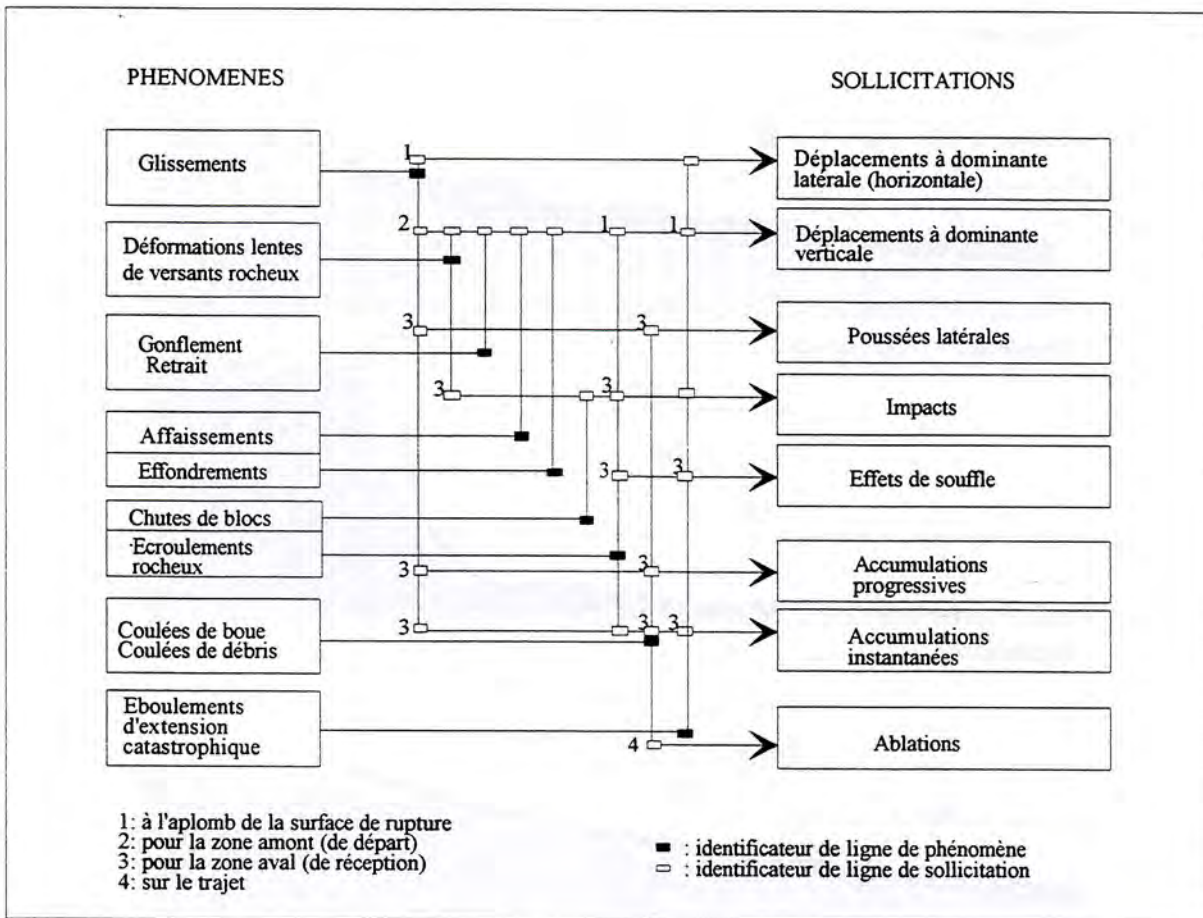 PHENOMENES
SOLLICITATIONS
Glissements
Déformations lentes
de versants rocheux
Gonflement
Retrait
Affaissements
Effondrements
Chutes de blocs
Ecroulements
rocheux
Coulées de boue
Coulées de débris
Eboulements
d'extension
catastrophique
1
2
1
1
3
3
3
3
3
3
3
3
3
3
3
4
Déplacements à dominante
latérale (horizontale)
Déplacements à dominante
verticale
Poussées latérales
Impacts
Effets de souffle
Accumulations
progressives
Accumulations
instantanées
Ablations
1: à l'aplomb de la surface de rupture
2: pour la zone amont (de départ)
3: pour la zone aval (de réception)
4: sur le trajet
: identificateur de ligne de phénomène
: identificateur de ligne de sollicitation